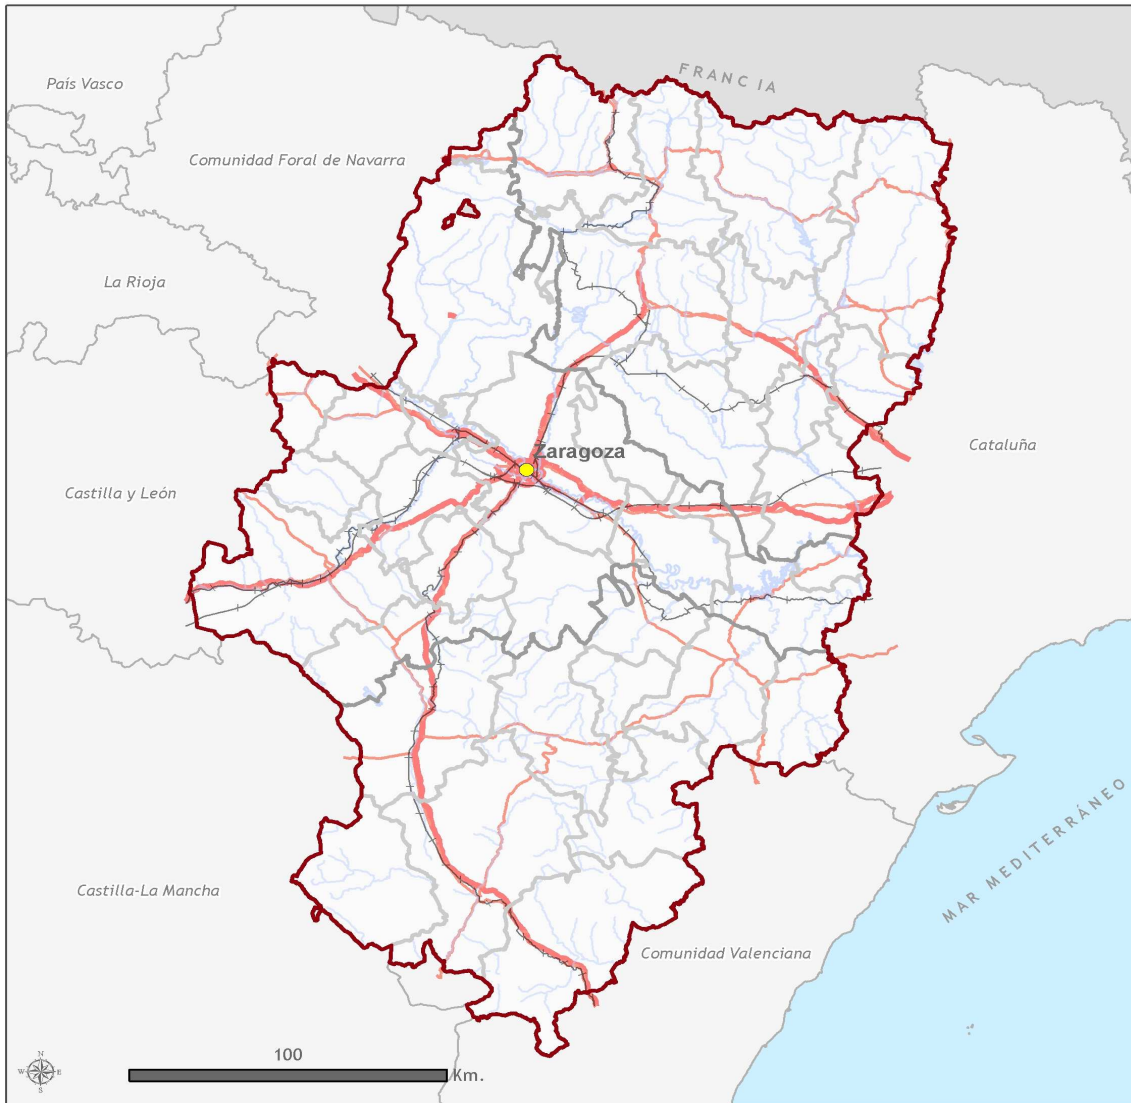 FRANCIA
País Vasco
Comunidad Foral de Navarra
La Rioja
Zaragoza
Cataluña
Castilla y León
MAR MEDITERRÁNEO
Castilla-La Mancha
Comunidad Valenciana
N
W E
S
100
Km.